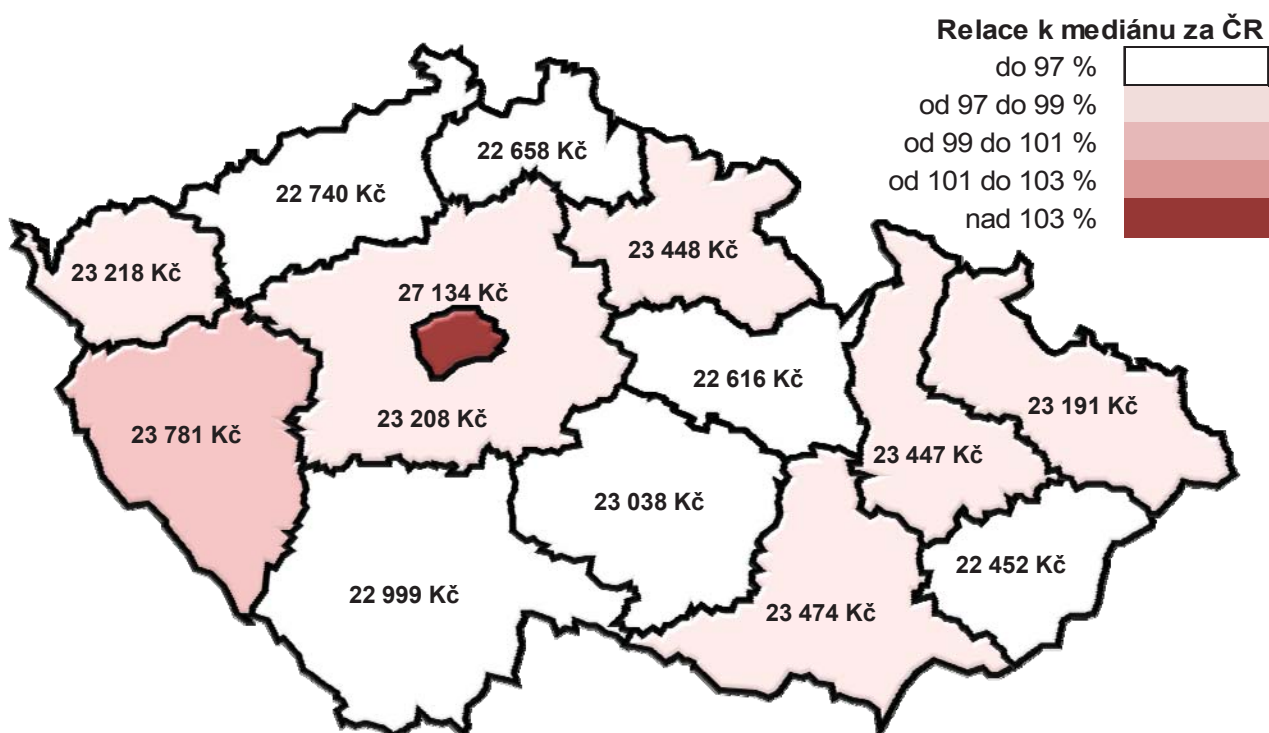 Relace k mediánu za ČR
do 97 %
od 97 do 99 %
od 99 do 101 %
od 101 do 103 %
nad 103 %
22 658 Kč
22 740 Kč
23 448 Kč
23 218 Kč
27 134 Kč
22 616 Kč
23 191 Kč
23 208 Kč
23 781 Kč
23 447 Kč
23 038 Kč
22 452 Kč
22 999 Kč
23 474 Kč